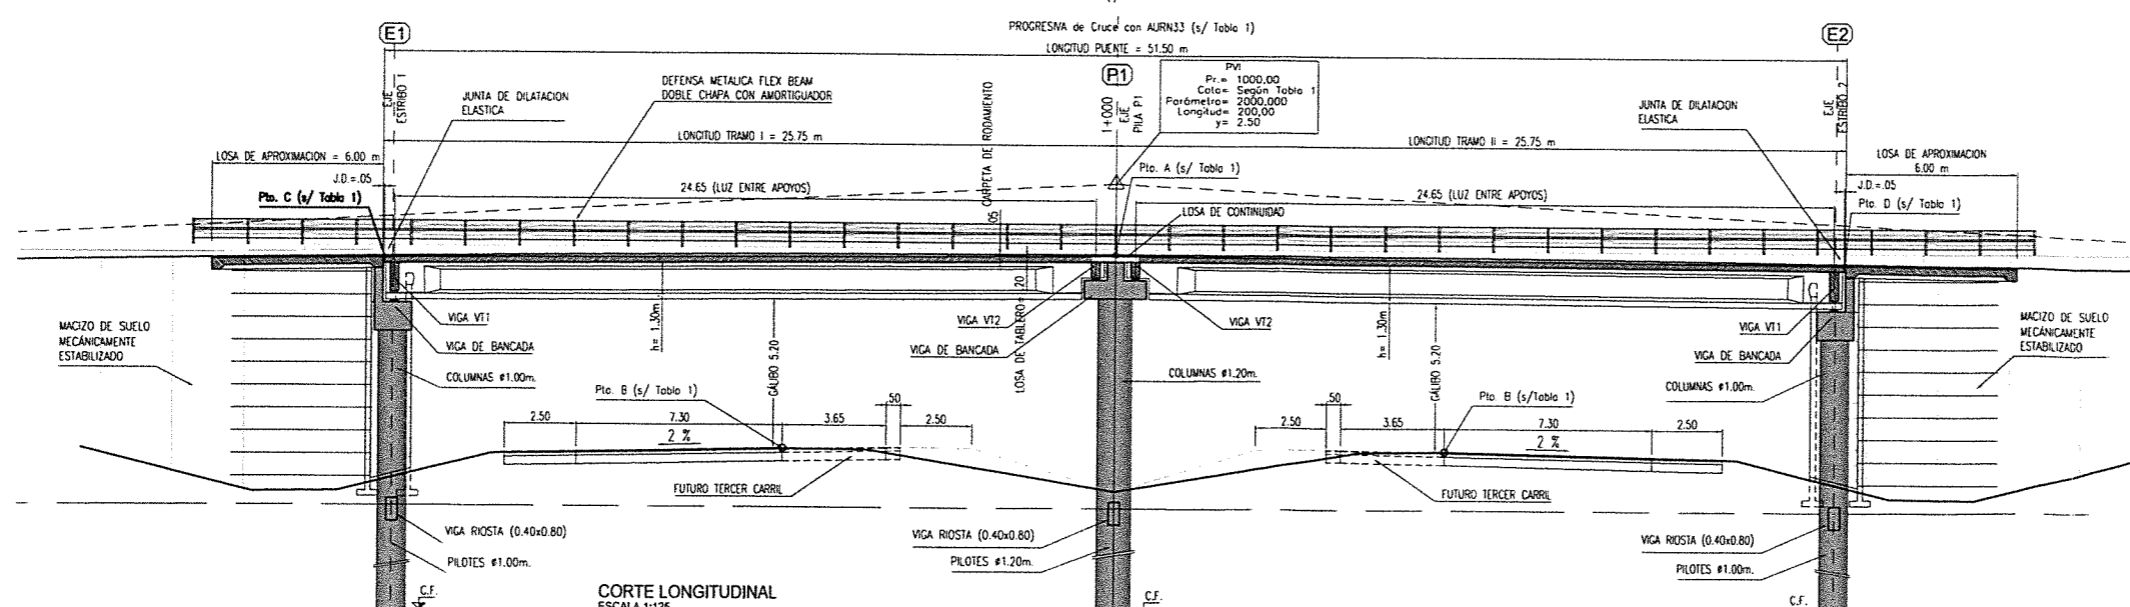 PROGRESIVA de Cruce con AURN33 (s/ Tabla 1)
E1
E2
LONGITUD PUENTE = 51.50 m
P1
PVI
Pr.= 1000,00
Cota= Según Tabla 1
Parámetro= 2000,000
Longitud= 200,00
y= 2.50
EJE
ESTRIBO 1
JUNTA DE DILATACION
ELASTICA
DEFENSA METALICA FLEX BEAM
DOBLE CHAPA CON AMORTIGUADOR
CARPETA DE RODAMIENTO
.05
1+000
EJE
PILA P1
JUNTA DE DILATACION
ELASTICA
EJE
ESTRIBO 2
LONGITUD TRAMO I = 25.75 m
LONGITUD TRAMO II = 25.75 m
LOSA DE APROXIMACION = 6.00 m
LOSA DE APROXIMACION
6.00 m
J.D.=.05
Pto. C (s/ Tabla 1)
24.65 (LUZ ENTRE APOYOS)
Pto. A (s/ Tabla 1)
24.65 (LUZ ENTRE APOYOS)
J.D.=.05
Pto. D (s/ Tabla 1)
LOSA DE CONTINUIDAD
MACIZO DE SUELO
MECÁNICAMENTE
ESTABILIZADO
VIGA VT1
VIGA DE BANCADA
COLUMNAS ø1.00m.
h= 1.30m
GALIBO 5.20
VIGA VT2
VIGA DE BANCADA
LOSA DE TABLERO= .20
VIGA VT2
COLUMNAS ø1.20m.
h= 1.30m
GALIBO 5.20
VIGA VT1
VIGA DE BANCADA
COLUMNAS ø1.00m.
MACIZO DE SUELO
MECÁNICAMENTE
ESTABILIZADO
Pto. B (s/ Tabla 1)
Pto. B (s/Tabla 1)
2.50
7.30
3.65
.50
2.50
2 %
2.50
.50
3.65
7.30
2.50
2 %
FUTURO TERCER CARRIL
FUTURO TERCER CARRIL
VIGA RIOSTA (0.40x0.80)
PILOTES ø1.00m.
VIGA RIOSTA (0.40x0.80)
PILOTES ø1.20m.
VIGA RIOSTA (0.40x0.80)
PILOTES ø1.00m.
C.F.
C.F.
C.F.
CORTE LONGITUDINAL
ESCALA 1:125